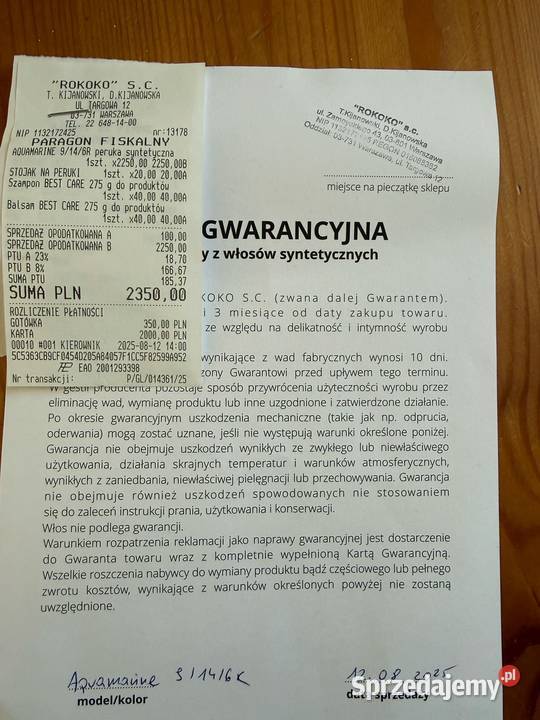 "ROKOKO" S.C.
T. KIJANOWSKI, D.KIJANOWSKA
UL TARGOWA 12
03-731 WARSZAWA
TEL. 22 648-14-00
NIP 1132172425 nr:13178
PARAGON FISKALNY
AQUAMARINE 9/14/6R peruka syntetyczna
1szt. x2250,00 2250,00B
STOJAK NA PERUKI 1szt. x20,00 20,00A
Szampon BEST CARE 275 g do produktów
1szt. x40,00 40,00A
Balsam BEST CARE 275 g do produktów
1szt. x40,00 40,00A
SPRZEDAŻ OPODATKOWANA A 100,00
SPRZEDAŻ OPODATKOWANA B 2250,00
PTU A 23% 18,70
PTU B 8% 166,67
SUMA PTU 185,37
SUMA PLN 2350,00
ROZLICZENIE PŁATNOŚCI
GOTÓWKA 350,00 PLN
KARTA 2000,00 PLN
00010 #001 KIEROWNIK 2025-08-12 14:00
5C5363CB9CF0454D205A84057F1CC5F82599A952
EAO 2001293398
Nr transakcji: P/GL/014361/25
"ROKOKO" s.c.
T.Kijanowski, D.Kijanowska
ul. 43, 03-801 Warszawa
NIP REGON
Oddział: 03-731 Warszawa, ul. Targowa 12
miejsce na pieczątkę sklepu
GWARANCYJNA
y z włosów syntetycznych
KOKO S.C. (zwana dalej Gwarantem).
i 3 miesiące od daty zakupu towaru.
ze względu na delikatność i intymność wyrobu
wynikające z wad fabrycznych wynosi 10 dni.
zony Gwarantowi przed upływem tego terminu.
W gestii producenta pozostaje sposób przywrócenia użyteczności wyrobu przez
eliminację wad, wymianę produktu lub inne uzgodnione i zatwierdzone działanie.
Po okresie gwarancyjnym uszkodzenia mechaniczne (takie jak np. odprucia,
oderwania) mogą zostać uznane, jeśli nie występują warunki określone poniżej.
Gwarancja nie obejmuje uszkodzeń wynikłych ze zwykłego lub niewłaściwego
użytkowania, działania skrajnych temperatur i warunków atmosferycznych,
wynikłych z zaniedbania, niewłaściwej pielęgnacji lub przechowywania. Gwarancja
nie obejmuje również uszkodzeń spowodowanych nie stosowaniem
się do zaleceń instrukcji prania, użytkowania i konserwacji.
Włos nie podlega gwarancji.
Warunkiem rozpatrzenia reklamacji jako naprawy gwarancyjnej jest dostarczenie
do Gwaranta towaru wraz z kompletnie wypełnioną Kartą Gwarancyjną.
Wszelkie roszczenia nabywcy do wymiany produktu bądź częściowego lub pełnego
zwrotu kosztów, wynikające z warunków określonych powyżej nie zostaną
uwzględnione.
Aquamarine 9/14/6R
12.08 2025
model/kolor
data sprzedaży
Sprzedajemy.pl